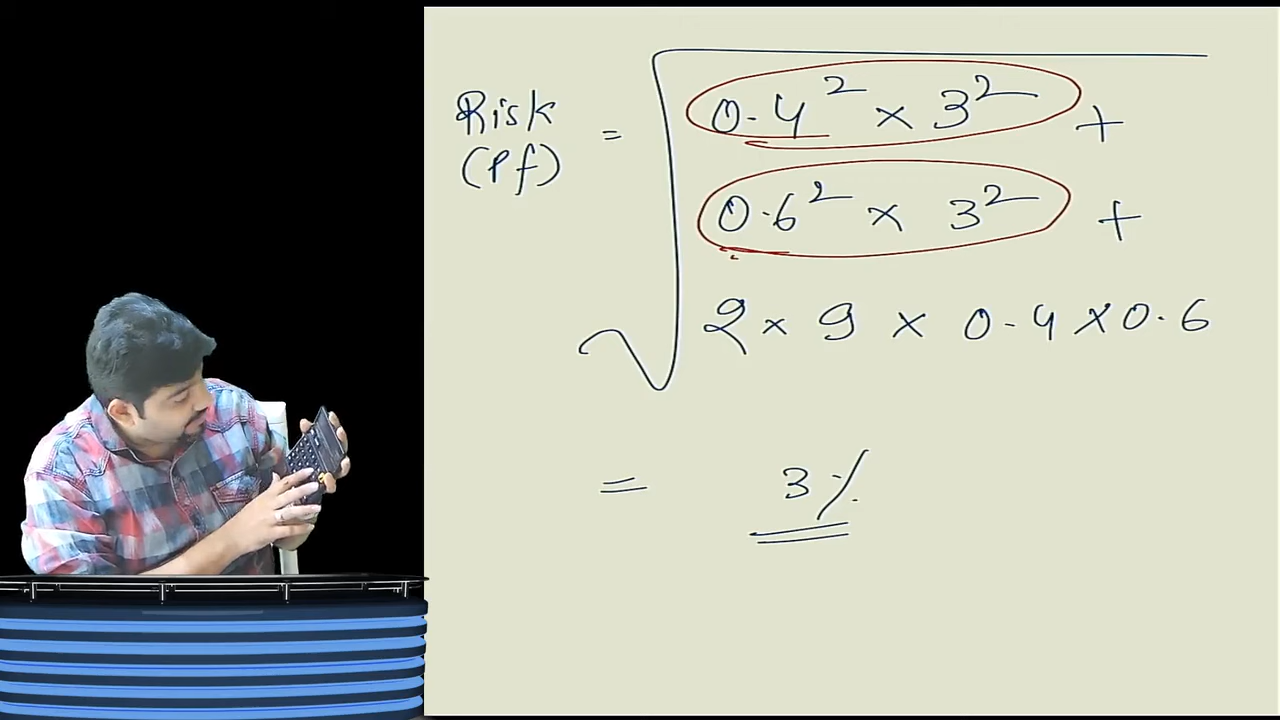 Risk = √ 0.4² × 3² +
(Pf)
0.6² × 3² +
2 × 9 × 0.4 × 0.6
= 3%